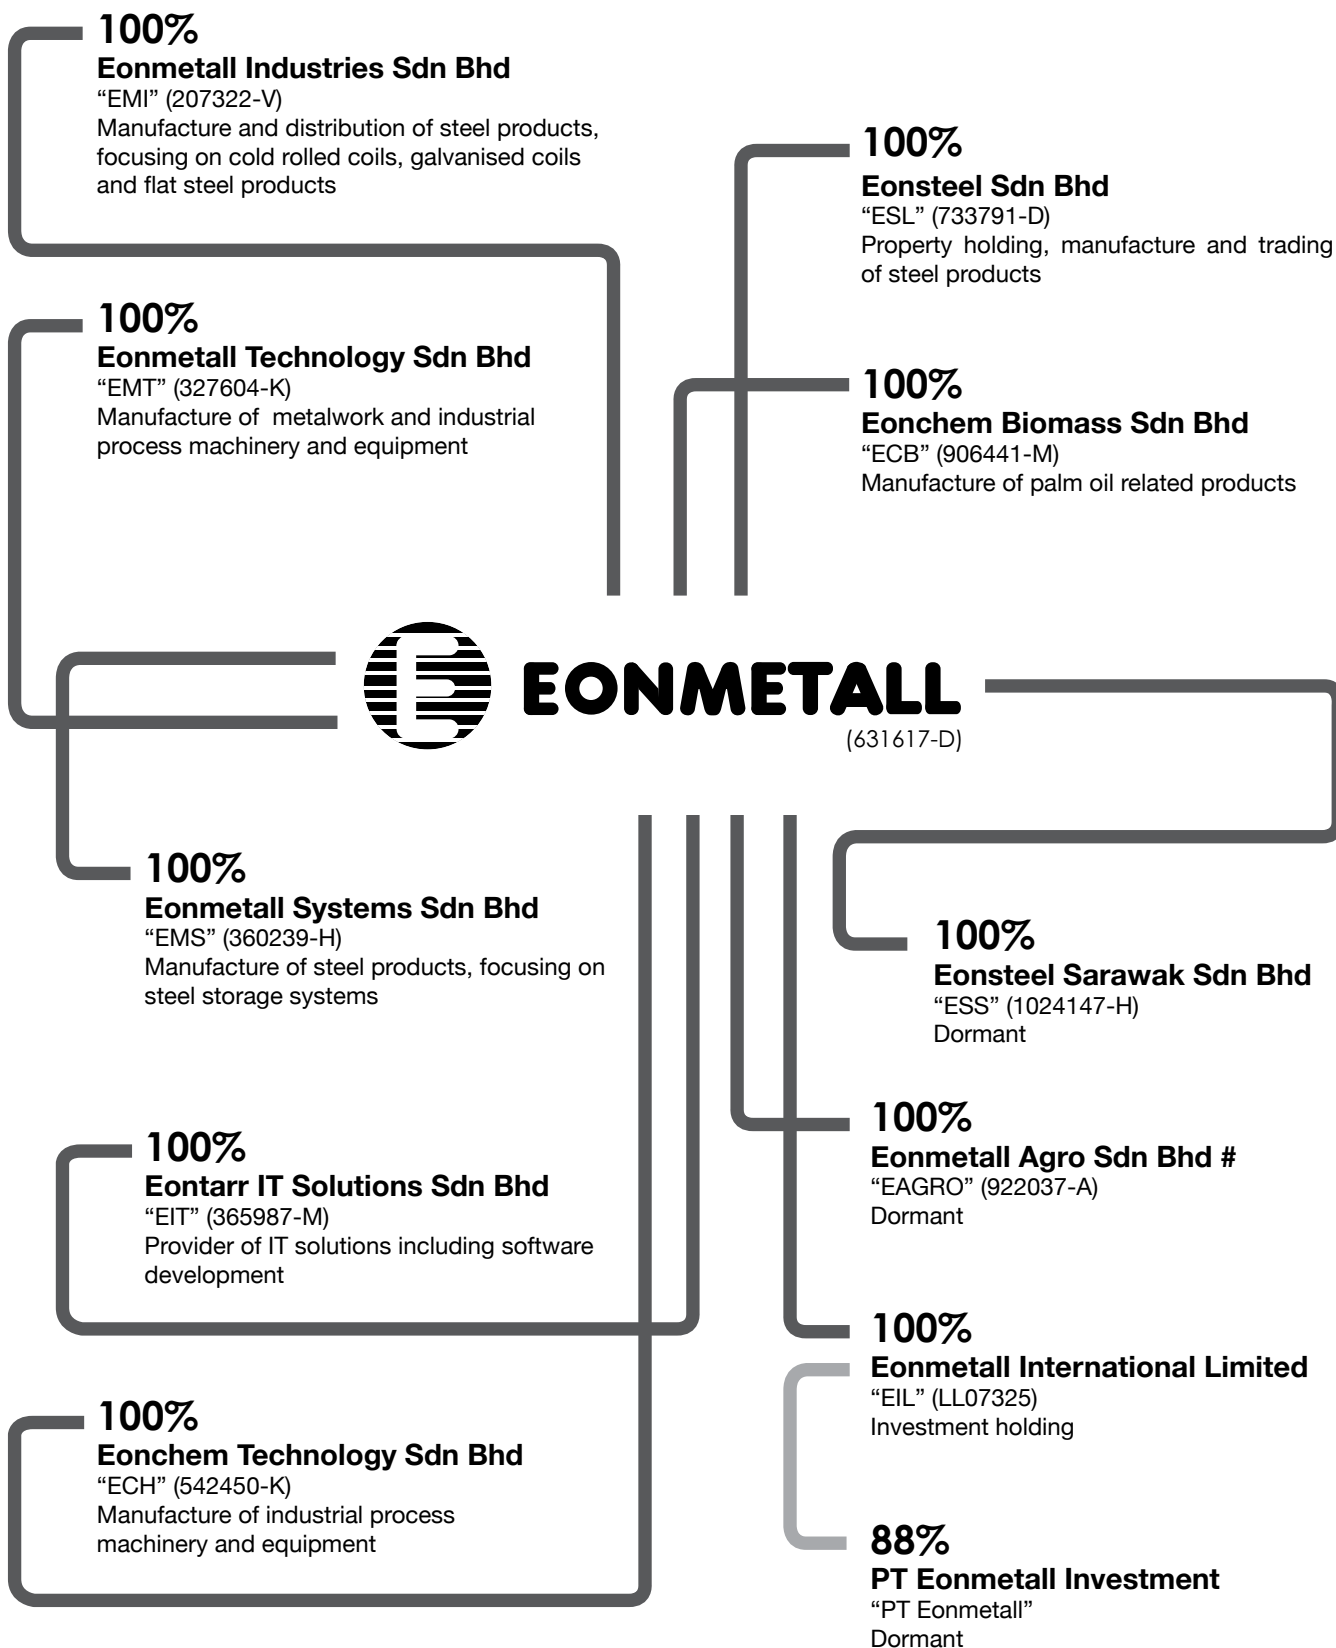 100%
Eonmetall Industries Sdn Bhd
“EMI” (207322-V)
Manufacture and distribution of steel products,
focusing on cold rolled coils, galvanised coils
and flat steel products
100%
Eonsteel Sdn Bhd
“ESL” (733791-D)
Property holding, manufacture and trading
of steel products
100%
Eonmetall Technology Sdn Bhd
“EMT” (327604-K)
Manufacture of metalwork and industrial
process machinery and equipment
100%
Eonchem Biomass Sdn Bhd
“ECB” (906441-M)
Manufacture of palm oil related products
E EONMETALL
(631617-D)
100%
Eonmetall Systems Sdn Bhd
“EMS” (360239-H)
Manufacture of steel products, focusing on
steel storage systems
100%
Eonsteel Sarawak Sdn Bhd
“ESS” (1024147-H)
Dormant
100%
Eonmetall Agro Sdn Bhd #
“EAGRO” (922037-A)
Dormant
100%
Eontarr IT Solutions Sdn Bhd
“EIT” (365987-M)
Provider of IT solutions including software
development
100%
Eonmetall International Limited
“EIL” (LL07325)
Investment holding
100%
Eonchem Technology Sdn Bhd
“ECH” (542450-K)
Manufacture of industrial process
machinery and equipment
88%
PT Eonmetall Investment
“PT Eonmetall”
Dormant